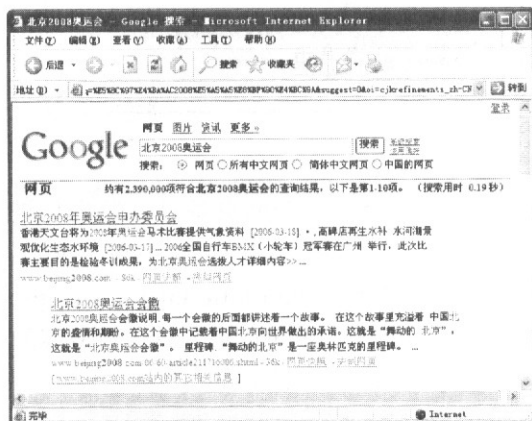 北京2008奥运会 - Google 搜索 - Microsoft Internet Explorer
文件(F) 编辑(E) 查看(V) 收藏(A) 工具(T) 帮助(H)
后退 搜索 收藏夹
地址(D) 转到
登录
Google
网页 图片 资讯 更多 »
北京2008奥运会 搜索
搜索: 网页 所有中文网页 简体中文网页 中国的网页
网页 约有2,390,000项符合北京2008奥运会的查询结果,以下是第1-10项。 (搜索用时 0.19 秒)
北京2008年奥运会申办委员会
香港天文台将为2008年奥运会马术比赛提供气象资料 [2006-03-18] · ,高碑店再生水补 水河湖景
观优化生态水环境 [2006-03-17] ... 2006全国自行车BMX(小轮车)冠军赛在广州 举行,此次比
赛主要目的是检验冬训成果,为北京奥运会选拨人才详细内容>> ...
www.beijing2008.com - 36k - 网页快照 -
北京2008奥运会会徽
北京2008奥运会会徽说明.每一个会徽的后面都讲述着一个故事。 在这个故事里充溢着 中国北
京的盛情和期盼。在这个会徽中记载着中国北京向世界做出的承诺。这就是“舞动的 北京”。
这就是“北京奥运会会徽”。 里程碑.“舞动的北京”是一座奥林匹克的里程碑。 ...
完毕 Internet